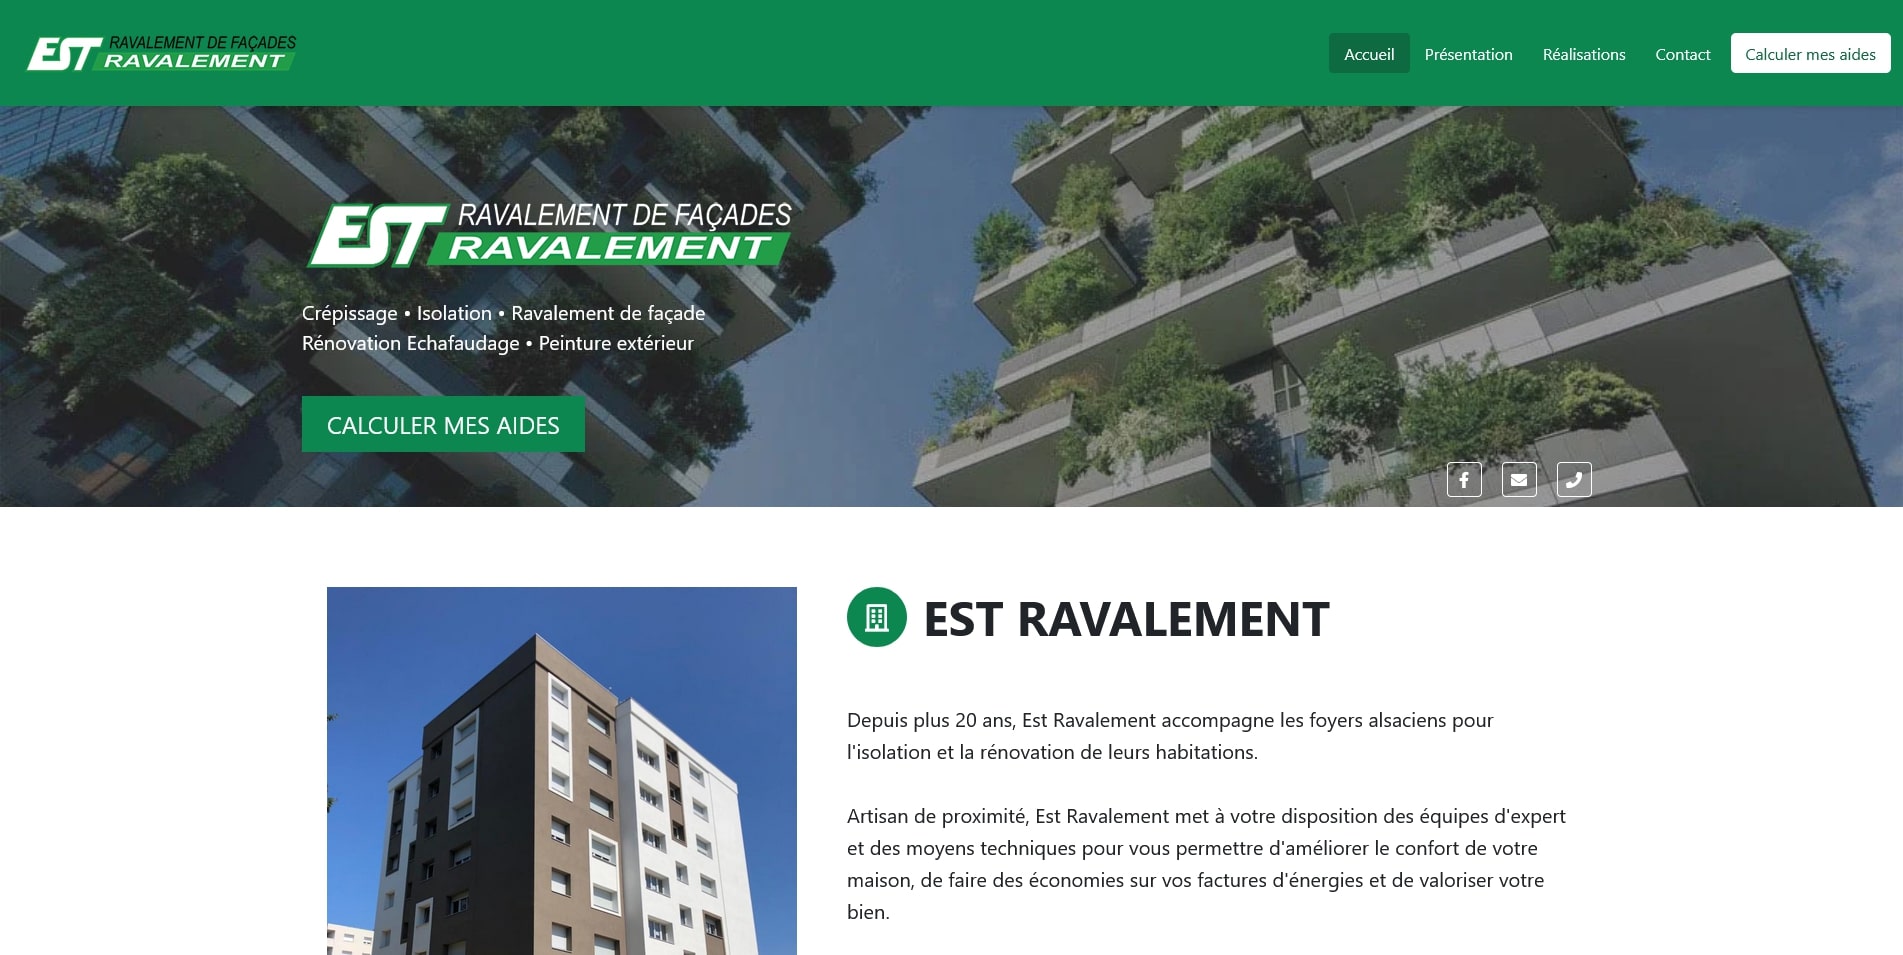 EST RAVALEMENT DE FAÇADES
RAVALEMENT
Accueil
Présentation
Réalisations
Contact
Calculer mes aides
EST RAVALEMENT DE FAÇADES
RAVALEMENT
Crépissage • Isolation • Ravalement de façade
Rénovation Echafaudage • Peinture extérieur
CALCULER MES AIDES
EST RAVALEMENT
Depuis plus 20 ans, Est Ravalement accompagne les foyers alsaciens pour
l'isolation et la rénovation de leurs habitations.
Artisan de proximité, Est Ravalement met à votre disposition des équipes d'expert
et des moyens techniques pour vous permettre d'améliorer le confort de votre
maison, de faire des économies sur vos factures d'énergies et de valoriser votre
bien.